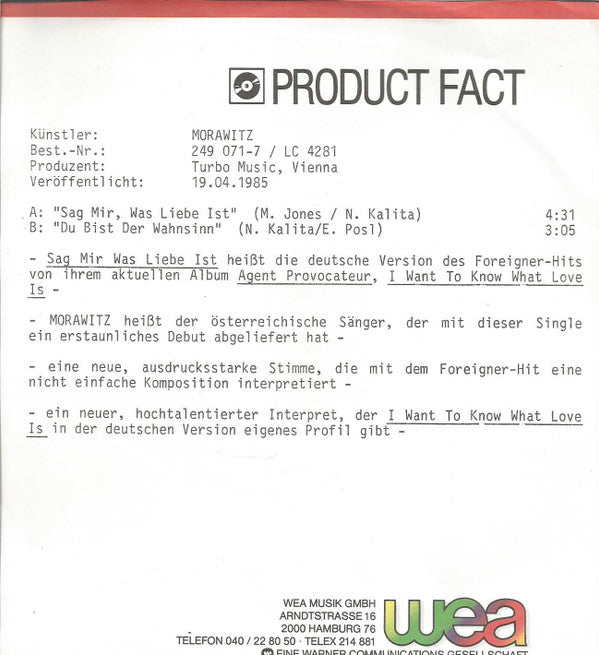 PRODUCT FACT
Künstler: MORAWITZ
Best.-Nr.: 249 071-7 / LC 4281
Produzent: Turbo Music, Vienna
Veröffentlicht: 19.04.1985
A: "Sag Mir, Was Liebe Ist" (M. Jones / N. Kalita) 4:31
B: "Du Bist Der Wahnsinn" (N. Kalita/E. Posl) 3:05
- Sag Mir Was Liebe Ist heißt die deutsche Version des Foreigner-Hits
von ihrem aktuellen Album Agent Provocateur, I Want To Know What Love
Is -
- MORAWITZ heißt der österreichische Sänger, der mit dieser Single
ein erstaunliches Debut abgeliefert hat -
- eine neue, ausdrucksstarke Stimme, die mit dem Foreigner-Hit eine
nicht einfache Komposition interpretiert -
- ein neuer, hochtalentierter Interpret, der I Want To Know What Love
Is in der deutschen Version eigenes Profil gibt -
WEA MUSIK GMBH
ARNDTSTRASSE 16
2000 HAMBURG 76
TELEFON 040 / 22 80 50 · TELEX 214 881
wea
EINE WARNER COMMUNICATIONS GESELLSCHAFT